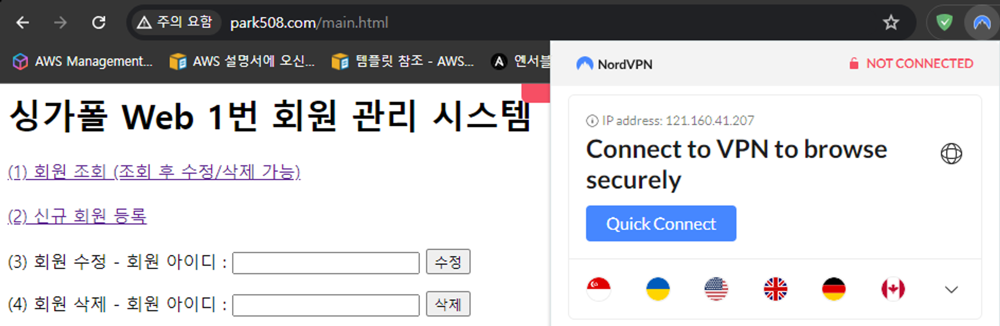 주의 요함 park508.com/main.html
AWS Management... AWS 설명서에 오신... 템플릿 참조 - AWS... 엔서블
싱가폴 Web 1번 회원 관리 시스템
(1) 회원 조회 (조회 후 수정/삭제 가능)
(2) 신규 회원 등록
(3) 회원 수정 - 회원 아이디 : 수정
(4) 회원 삭제 - 회원 아이디 : 삭제
NordVPN NOT CONNECTED
IP address: 121.160.41.207
Connect to VPN to browse
securely
Quick Connect